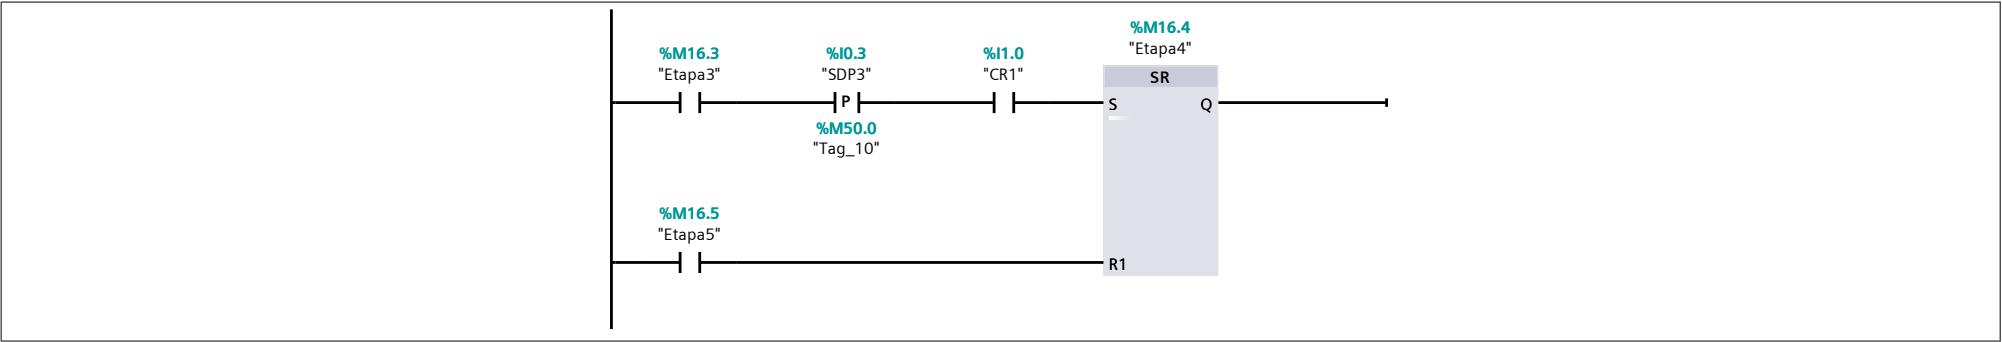 %M16.4
"Etapa4"
%M16.3
"Etapa3"
%I0.3
"SDP3"
%I1.0
"CR1"
SR
P
S
Q
%M50.0
"Tag_10"
%M16.5
"Etapa5"
R1